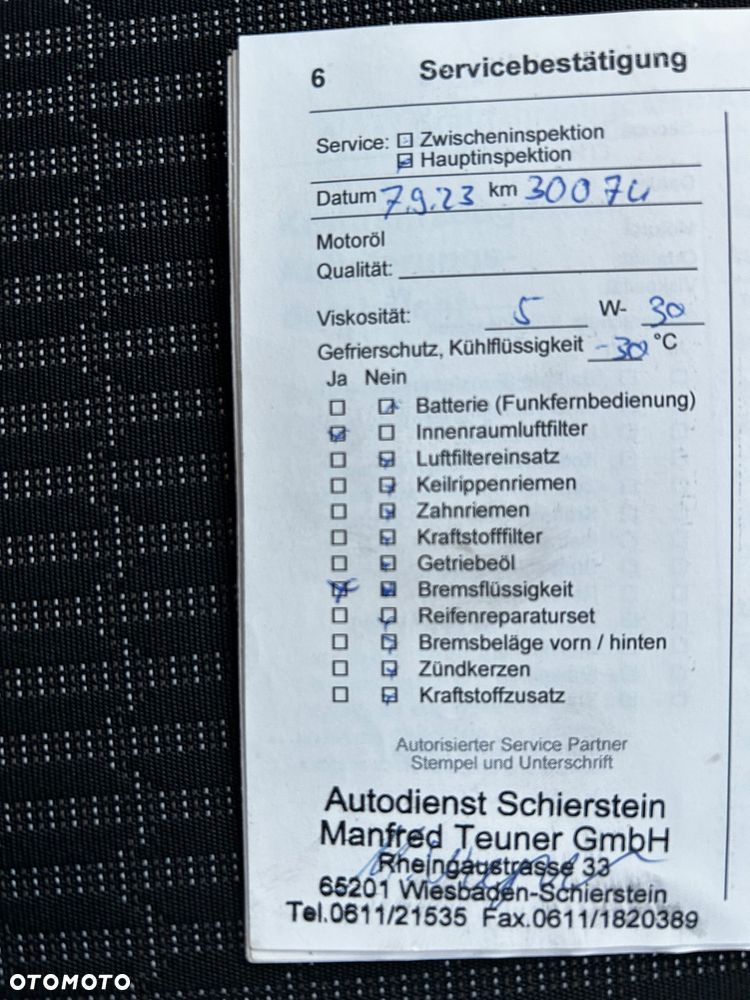 6 Servicebestätigung
Service: Zwischeninspektion
Hauptinspektion
Datum 7.9.23 km 30074
Motoröl
Qualität:
Viskosität: 5 W- 30
Gefrierschutz, Kühlflüssigkeit -30 °C
Ja Nein
Batterie (Funkfernbedienung)
Innenraumluftfilter
Luftfiltereinsatz
Keilrippenriemen
Zahnriemen
Kraftstofffilter
Getriebeöl
Bremsflüssigkeit
Reifenreparaturset
Bremsbeläge vorn / hinten
Zündkerzen
Kraftstoffzusatz
Autorisierter Service Partner
Stempel und Unterschrift
Autodienst Schierstein
Manfred Teuner GmbH
Rheingaustrasse 33
65201 Wiesbaden-Schierstein
Tel.0611/21535 Fax.0611/1820389
OTOMOTO